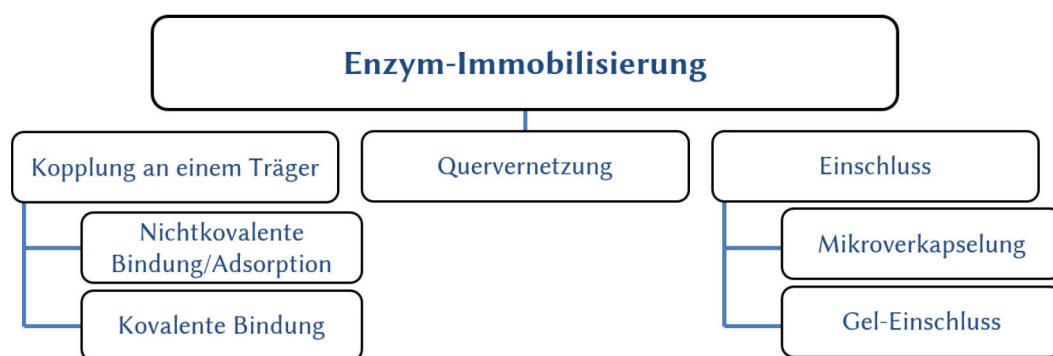 Enzym-Immobilisierung
Kopplung an einem Träger
Quervernetzung
Einschluss
Nichtkovalente
Bindung/Adsorption
Mikroverkapselung
Kovalente Bindung
Gel-Einschluss